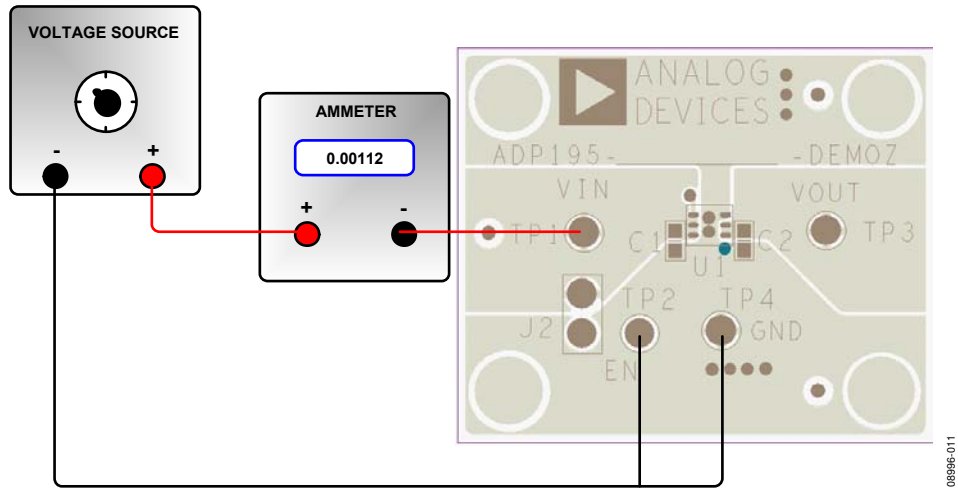 VOLTAGE SOURCE
- +
AMMETER
0.00112
+ -
ANALOG
DEVICES
ADP195-__________-DEMOZ
VIN
VOUT
TP1
C1
C2
TP3
U1
TP2
TP4
J2
GND
EN
08996-011